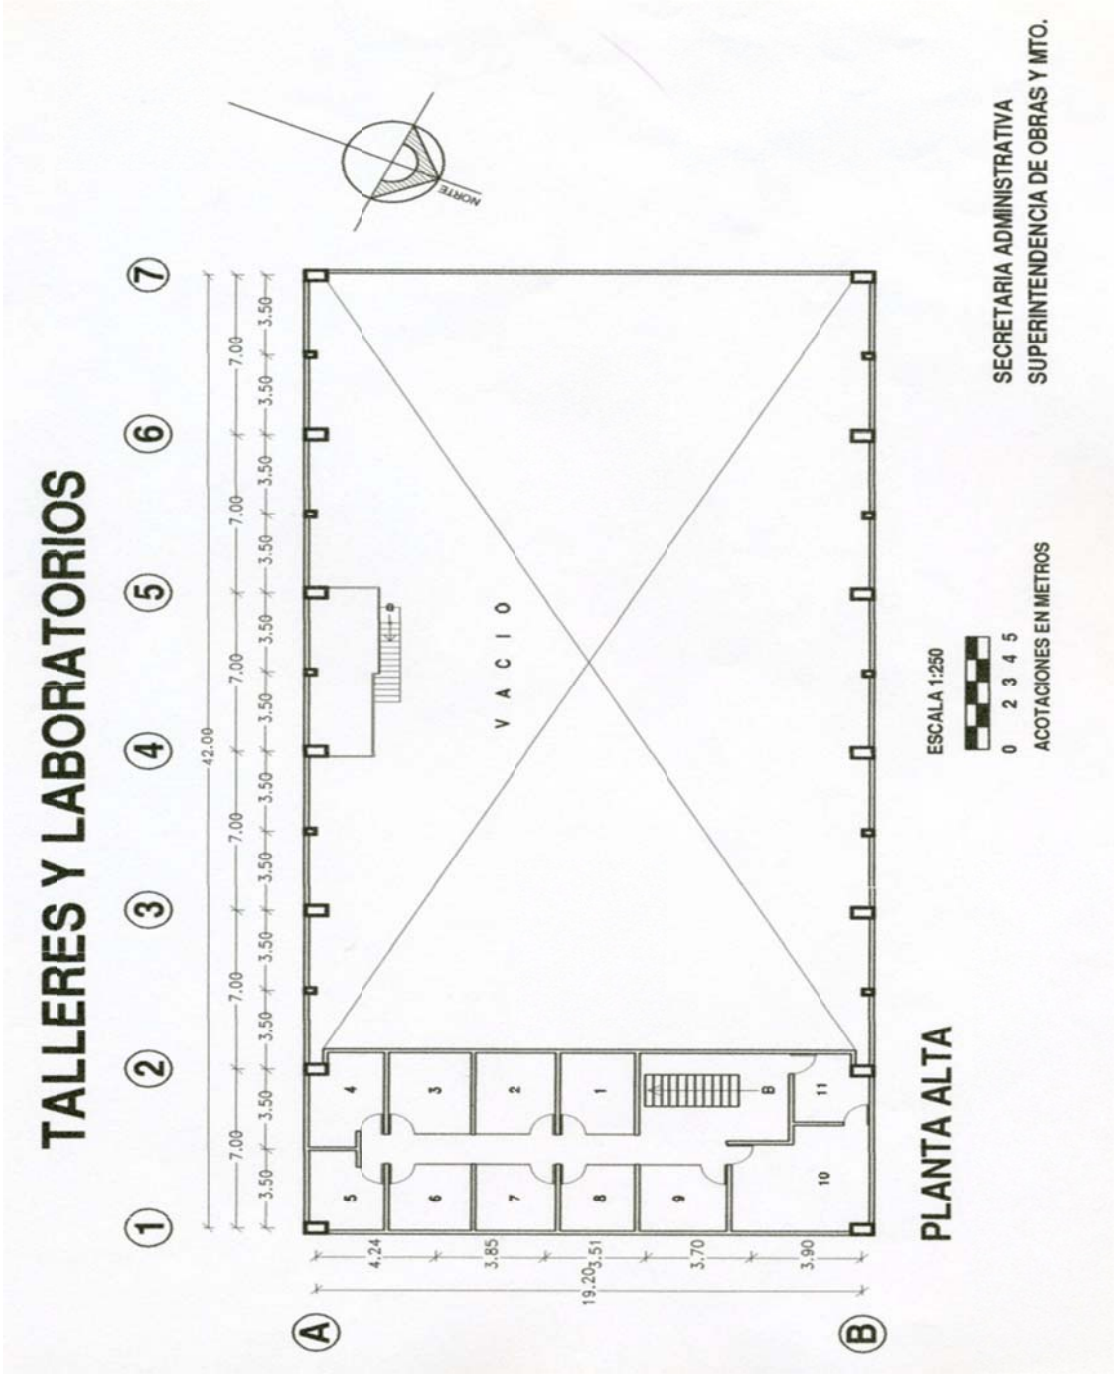 TALLERES Y LABORATORIOS
1 2 3 4 5 6 7
42.00
7.00 7.00 7.00 7.00 7.00 7.00
3.50 3.50 3.50 3.50 3.50 3.50 3.50 3.50 3.50 3.50 3.50 3.50
NORTE
A
B
19.20
4.24
3.85
3.51
3.70
3.90
5 4
6 3
7 2
8 1
9
B
10 11
B
V A C I O
PLANTA ALTA
ESCALA 1:250
0 2 3 4 5
ACOTACIONES EN METROS
SECRETARIA ADMINISTRATIVA
SUPERINTENDENCIA DE OBRAS Y MTO.